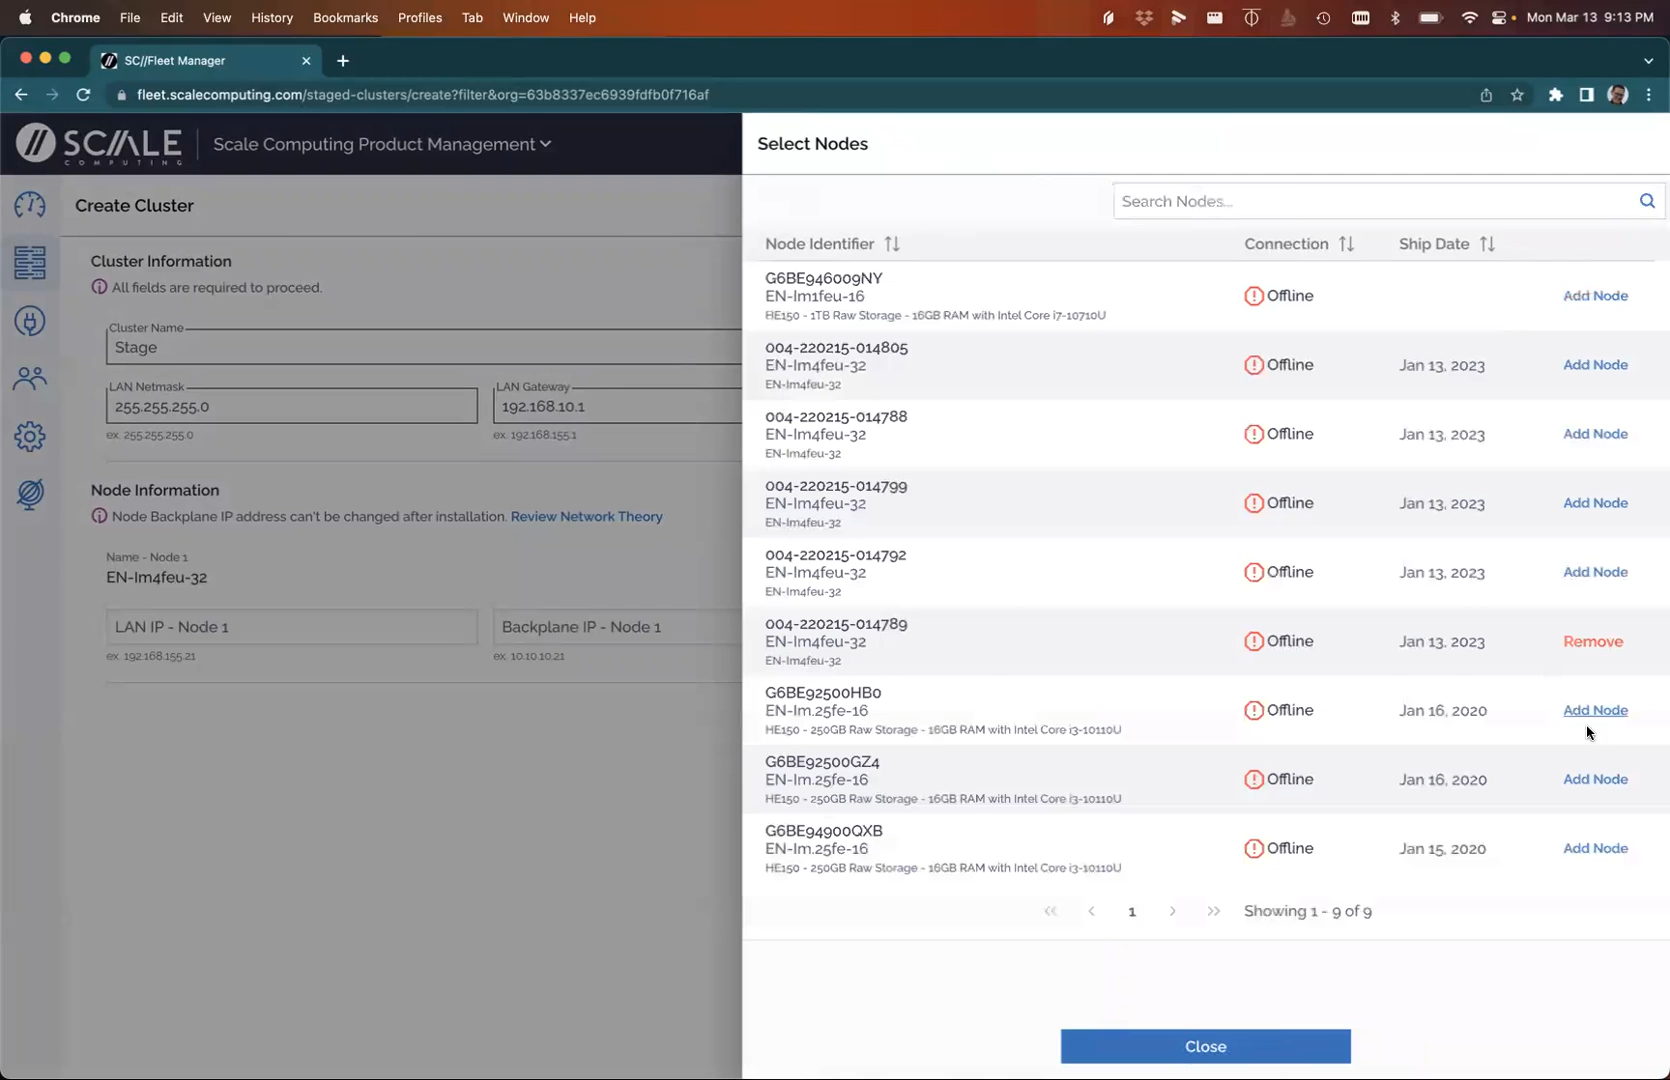 Chrome File Edit View History Bookmarks Profiles Tab Window Help Mon Mar 13 9:13 PM
SC//Fleet Manager
fleet.scalecomputing.com/staged-clusters/create?filter&org=63b8337ec6939fdfb0f716af
SCALE
COMPUTING
Scale Computing Product Management
Create Cluster
Cluster Information
All fields are required to proceed.
Cluster Name
Stage
LAN Netmask LAN Gateway
255.255.255.0 192.168.10.1
ex. 255.255.255.0 ex. 192.168.155.1
Node Information
Node Backplane IP address can't be changed after installation. Review Network Theory
Name - Node 1
EN-Im4feu-32
LAN IP - Node 1 Backplane IP - Node 1
ex. 192.168.155.21 ex. 10.10.10.21
Select Nodes
Search Nodes...
Node Identifier Connection Ship Date
G6BE946009NY
EN-Im1feu-16 Offline Add Node
HE150 - 1TB Raw Storage - 16GB RAM with Intel Core i7-10710U
004-220215-014805
EN-Im4feu-32 Offline Jan 13, 2023 Add Node
EN-Im4feu-32
004-220215-014788
EN-Im4feu-32 Offline Jan 13, 2023 Add Node
EN-Im4feu-32
004-220215-014799
EN-Im4feu-32 Offline Jan 13, 2023 Add Node
EN-Im4feu-32
004-220215-014792
EN-Im4feu-32 Offline Jan 13, 2023 Add Node
EN-Im4feu-32
004-220215-014789
EN-Im4feu-32 Offline Jan 13, 2023 Remove
EN-Im4feu-32
G6BE92500HB0
EN-Im.25fe-16 Offline Jan 16, 2020 Add Node
HE150 - 250GB Raw Storage - 16GB RAM with Intel Core i3-10110U
G6BE92500GZ4
EN-Im.25fe-16 Offline Jan 16, 2020 Add Node
HE150 - 250GB Raw Storage - 16GB RAM with Intel Core i3-10110U
G6BE94900QXB
EN-Im.25fe-16 Offline Jan 15, 2020 Add Node
HE150 - 250GB Raw Storage - 16GB RAM with Intel Core i3-10110U
1 Showing 1 - 9 of 9
Close